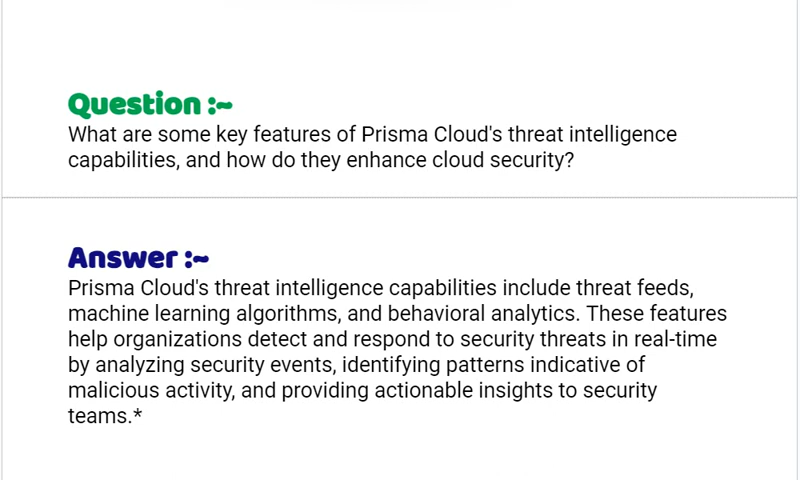 Question :~
What are some key features of Prisma Cloud's threat intelligence
capabilities, and how do they enhance cloud security?
Answer :~
Prisma Cloud's threat intelligence capabilities include threat feeds,
machine learning algorithms, and behavioral analytics. These features
help organizations detect and respond to security threats in real-time
by analyzing security events, identifying patterns indicative of
malicious activity, and providing actionable insights to security
teams.*